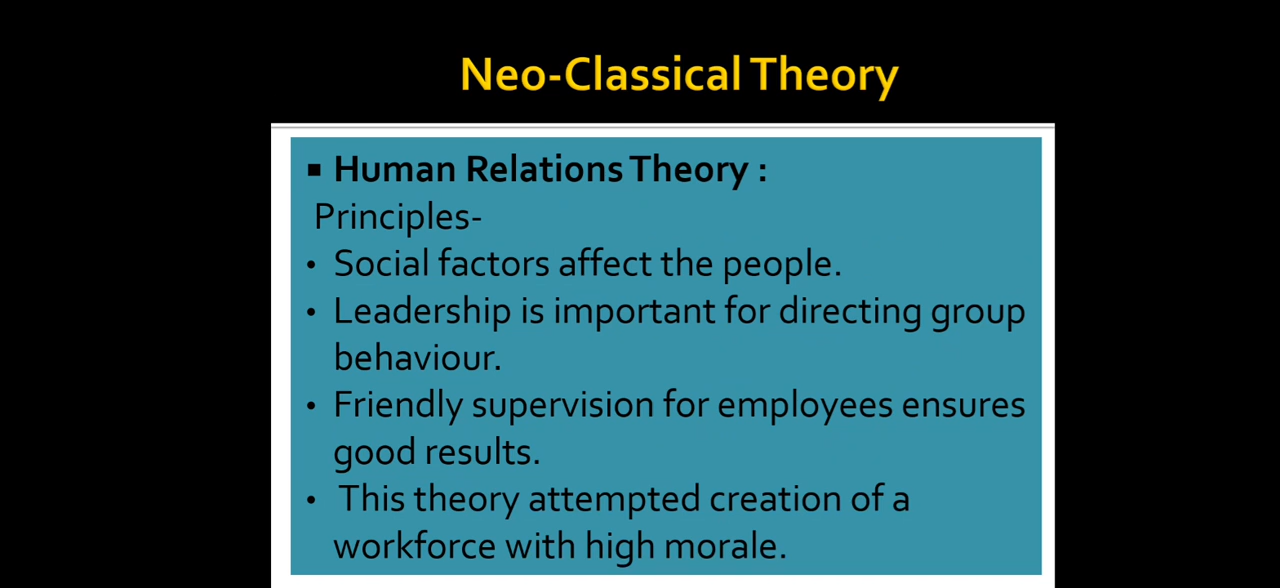 Neo-Classical Theory
▪ Human Relations Theory :
Principles-
• Social factors affect the people.
• Leadership is important for directing group
behaviour.
• Friendly supervision for employees ensures
good results.
• This theory attempted creation of a
workforce with high morale.